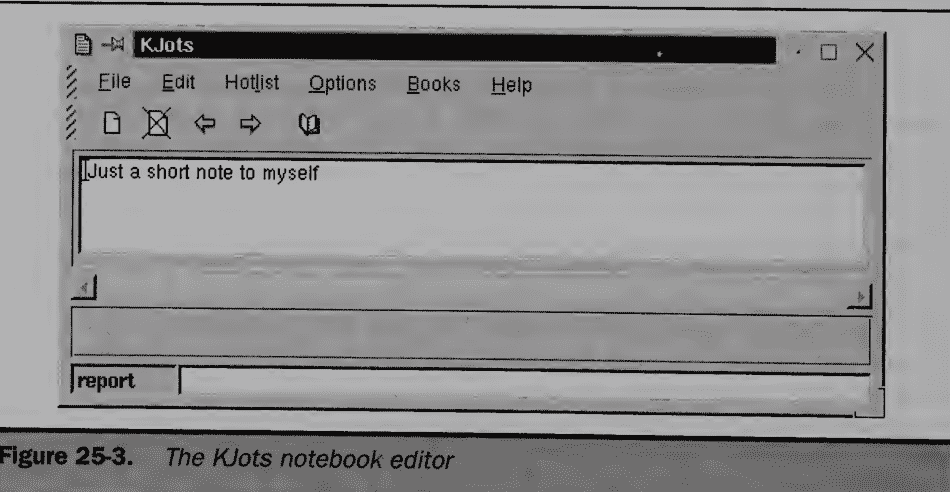 KJots
File Edit Hotlist Options Books Help
Just a short note to myself
report
Figure 25-3. The KJots notebook editor